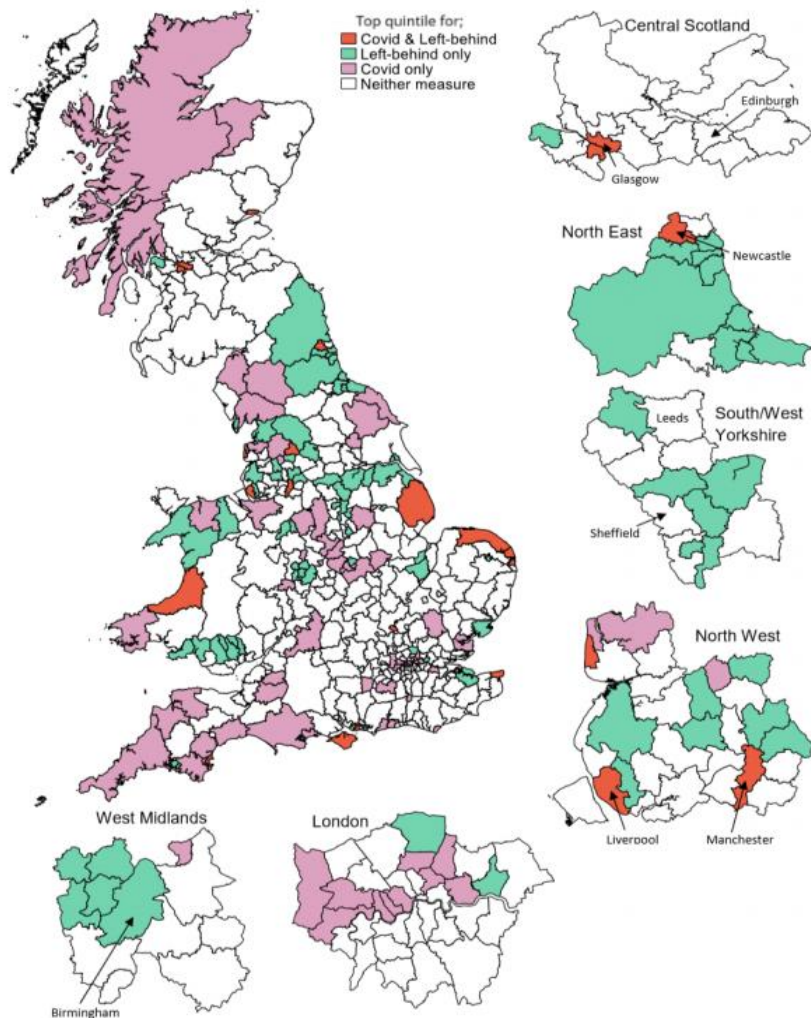 Top quintile for;
Covid & Left-behind
Left-behind only
Covid only
Neither measure
Central Scotland
Edinburgh
Glasgow
North East
Newcastle
Leeds
South/West
Yorkshire
Sheffield
North West
Liverpool
Manchester
West Midlands
Birmingham
London